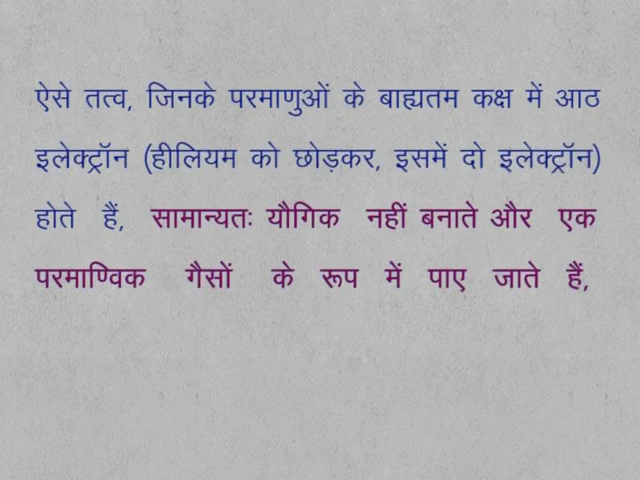 ऐसे तत्व, जिनके परमाणुओं के बाह्यतम कक्ष में आठ
इलेक्ट्रॉन (हीलियम को छोड़कर, इसमें दो इलेक्ट्रॉन)
होते हैं, सामान्यतः यौगिक नहीं बनाते और एक
परमाण्विक गैसों के रूप में पाए जाते हैं,